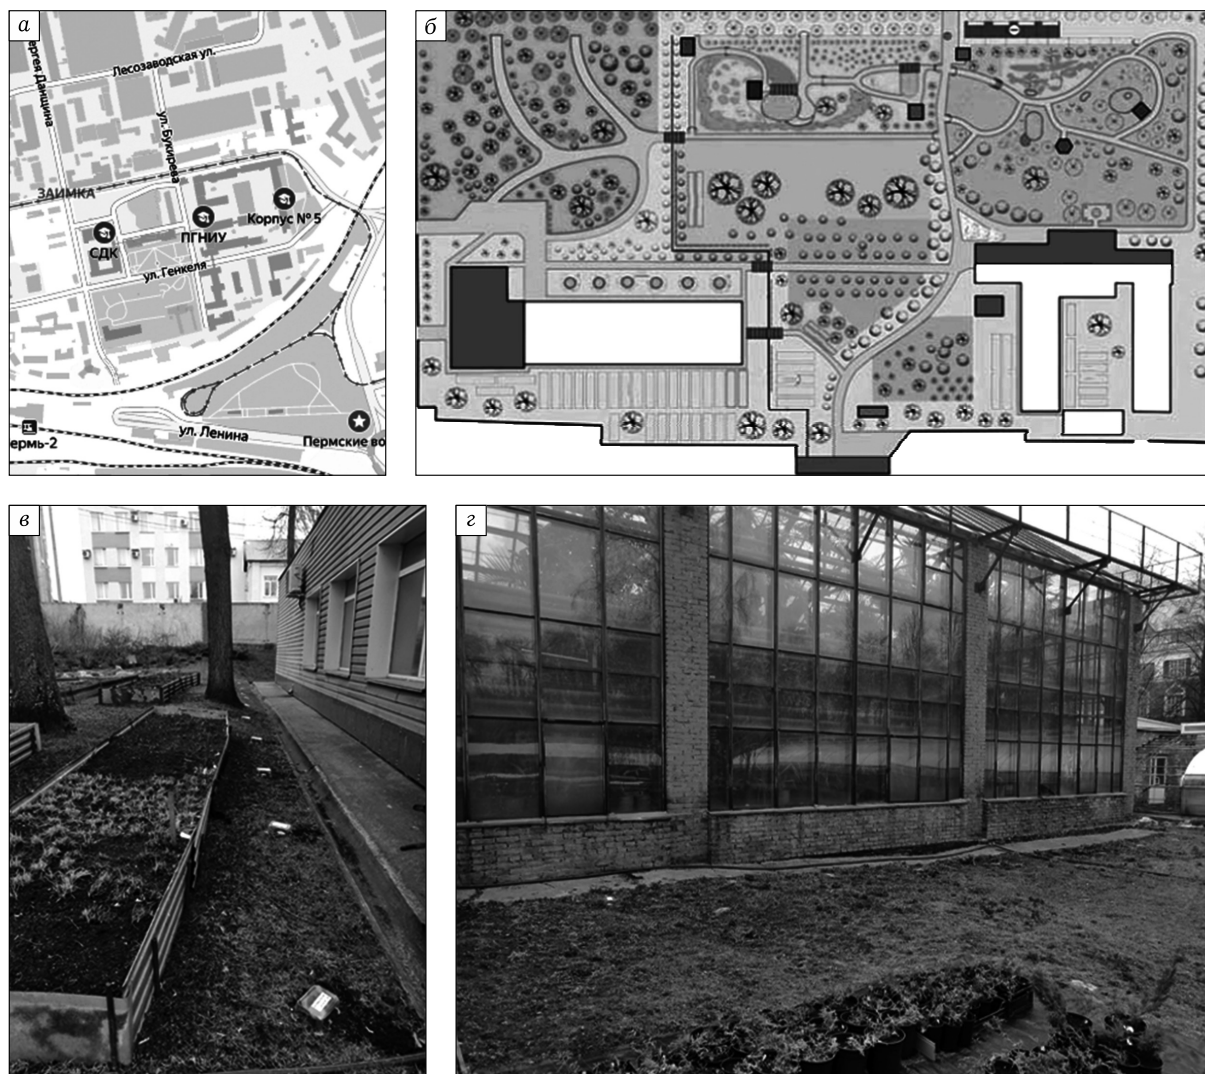 а
б
ергея Данщина
Лесозаводская ул.
ул. Букирева
ЗАИМКА
Корпус № 5
ПГНИУ
СДК
ул. Генкеля
ул. Ленина
ермь-2
Пермские во
в
г